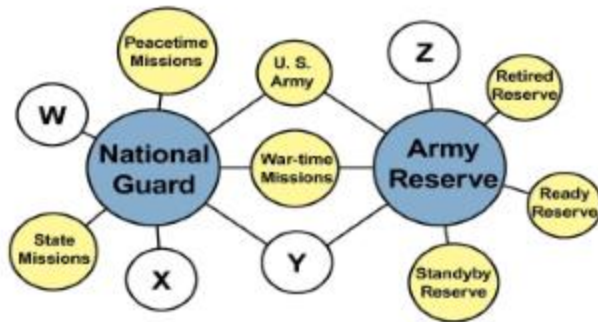 Peacetime
Missions
U. S.
Army
Z
Retired
Reserve
W
National
Guard
War-time
Missions
Army
Reserve
Ready
Reserve
State
Missions
X
Y
Standyby
Reserve